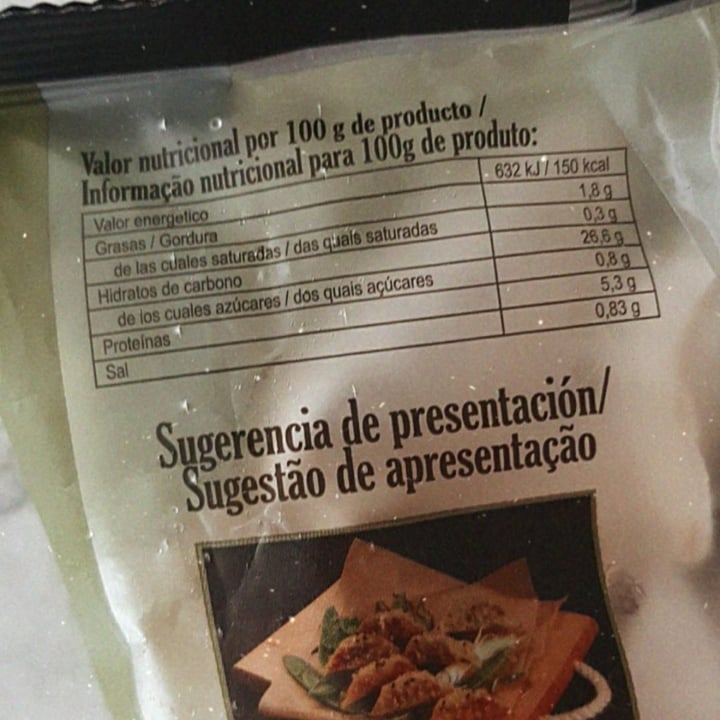 Valor nutricional por 100 g de producto /
Informação nutricional para 100g de produto:
Valor energetico 632 kJ / 150 kcal
Grasas / Gordura 1,8 g
de las cuales saturadas / das quais saturadas 0,3 g
Hidratos de carbono 26,6 g
de los cuales azúcares / dos quais açúcares 0,8 g
Proteínas 5,3 g
Sal 0,83 g
Sugerencia de presentación/
Sugestão de apresentação